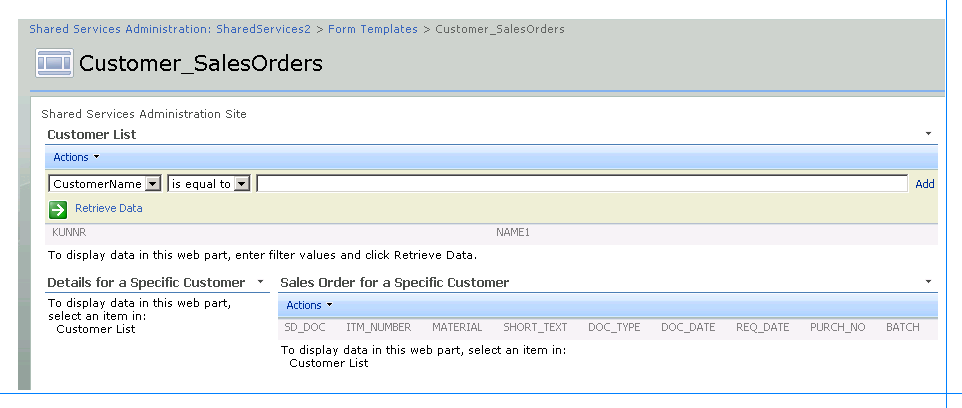 Shared Services Administration: SharedServices2 > Form Templates > Customer_SalesOrders
Customer_SalesOrders
Shared Services Administration Site
Customer List
Actions
CustomerName is equal to Add
Retrieve Data
KUNNR NAME1
To display data in this web part, enter filter values and click Retrieve Data.
Details for a Specific Customer
To display data in this web part,
select an item in:
Customer List
Sales Order for a Specific Customer
Actions
SD_DOC ITM_NUMBER MATERIAL SHORT_TEXT DOC_TYPE DOC_DATE REQ_DATE PURCH_NO BATCH
To display data in this web part, select an item in:
Customer List